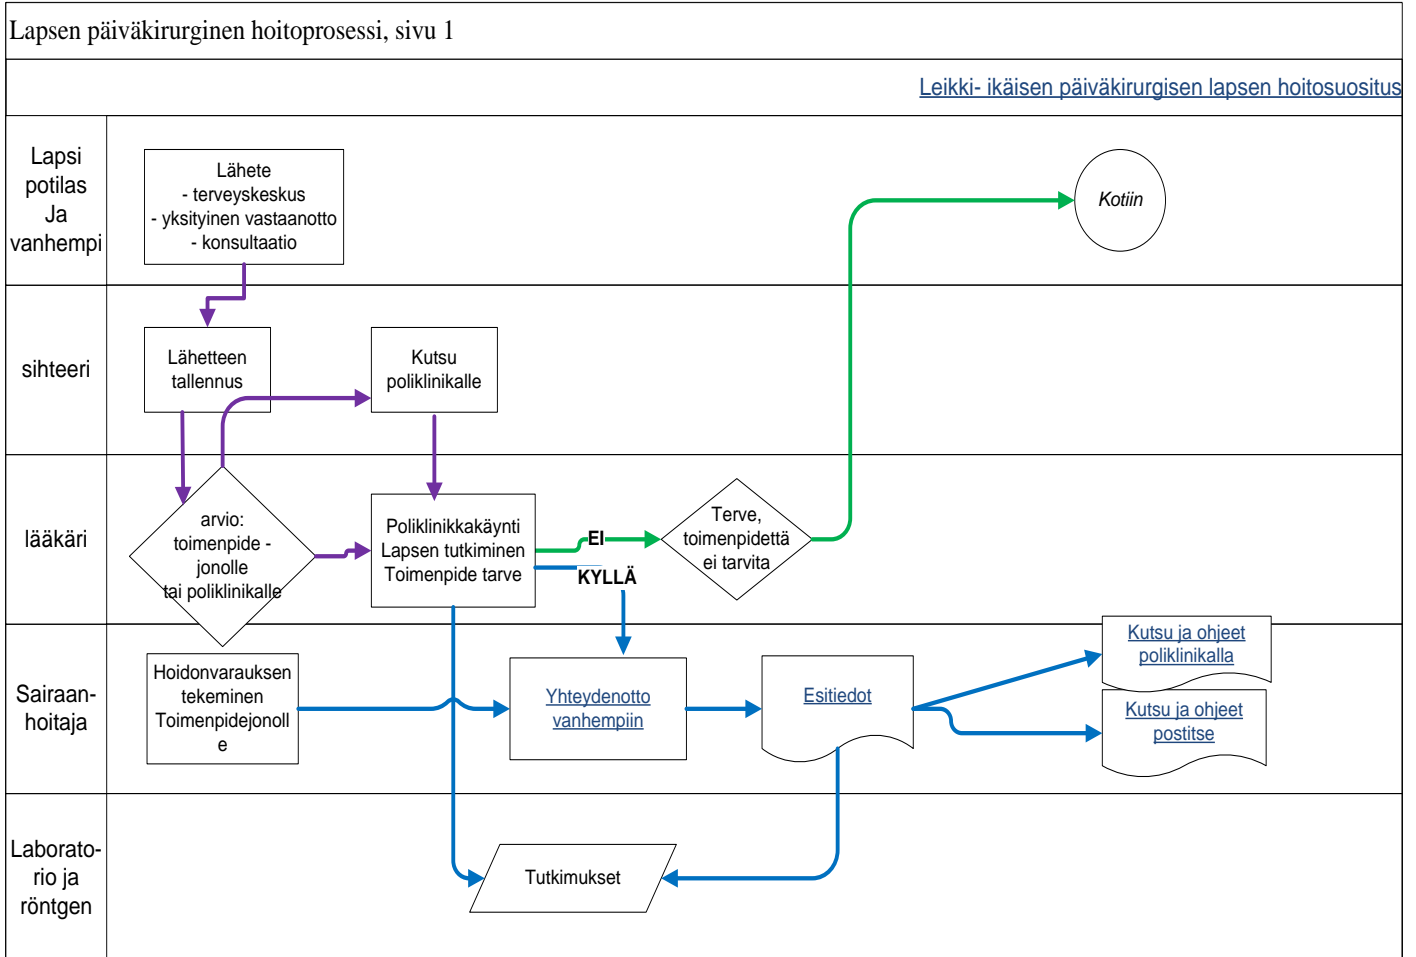 Lapsen päiväkirurginen hoitoprosessi, sivu 1
Leikki- ikäisen päiväkirurgisen lapsen hoitosuositus
Lapsi
potilas
Ja
vanhempi
Lähete
- terveyskeskus
- yksityinen vastaanotto
- konsultaatio
Kotiin
sihteeri
Lähetteen
tallennus
Kutsu
poliklinikalle
lääkäri
arvio:
toimenpide -
jonolle
tai poliklinikalle
Poliklinikkakäynti
Lapsen tutkiminen
Toimenpide tarve
EI
KYLLÄ
Terve,
toimenpidettä
ei tarvita
Sairaan-
hoitaja
Hoidonvarauksen
tekeminen
Toimenpidejonoll
e
Yhteydenotto
vanhempiin
Esitiedot
Kutsu ja ohjeet
poliklinikalla
Kutsu ja ohjeet
postitse
Laborato-
rio ja
röntgen
Tutkimukset